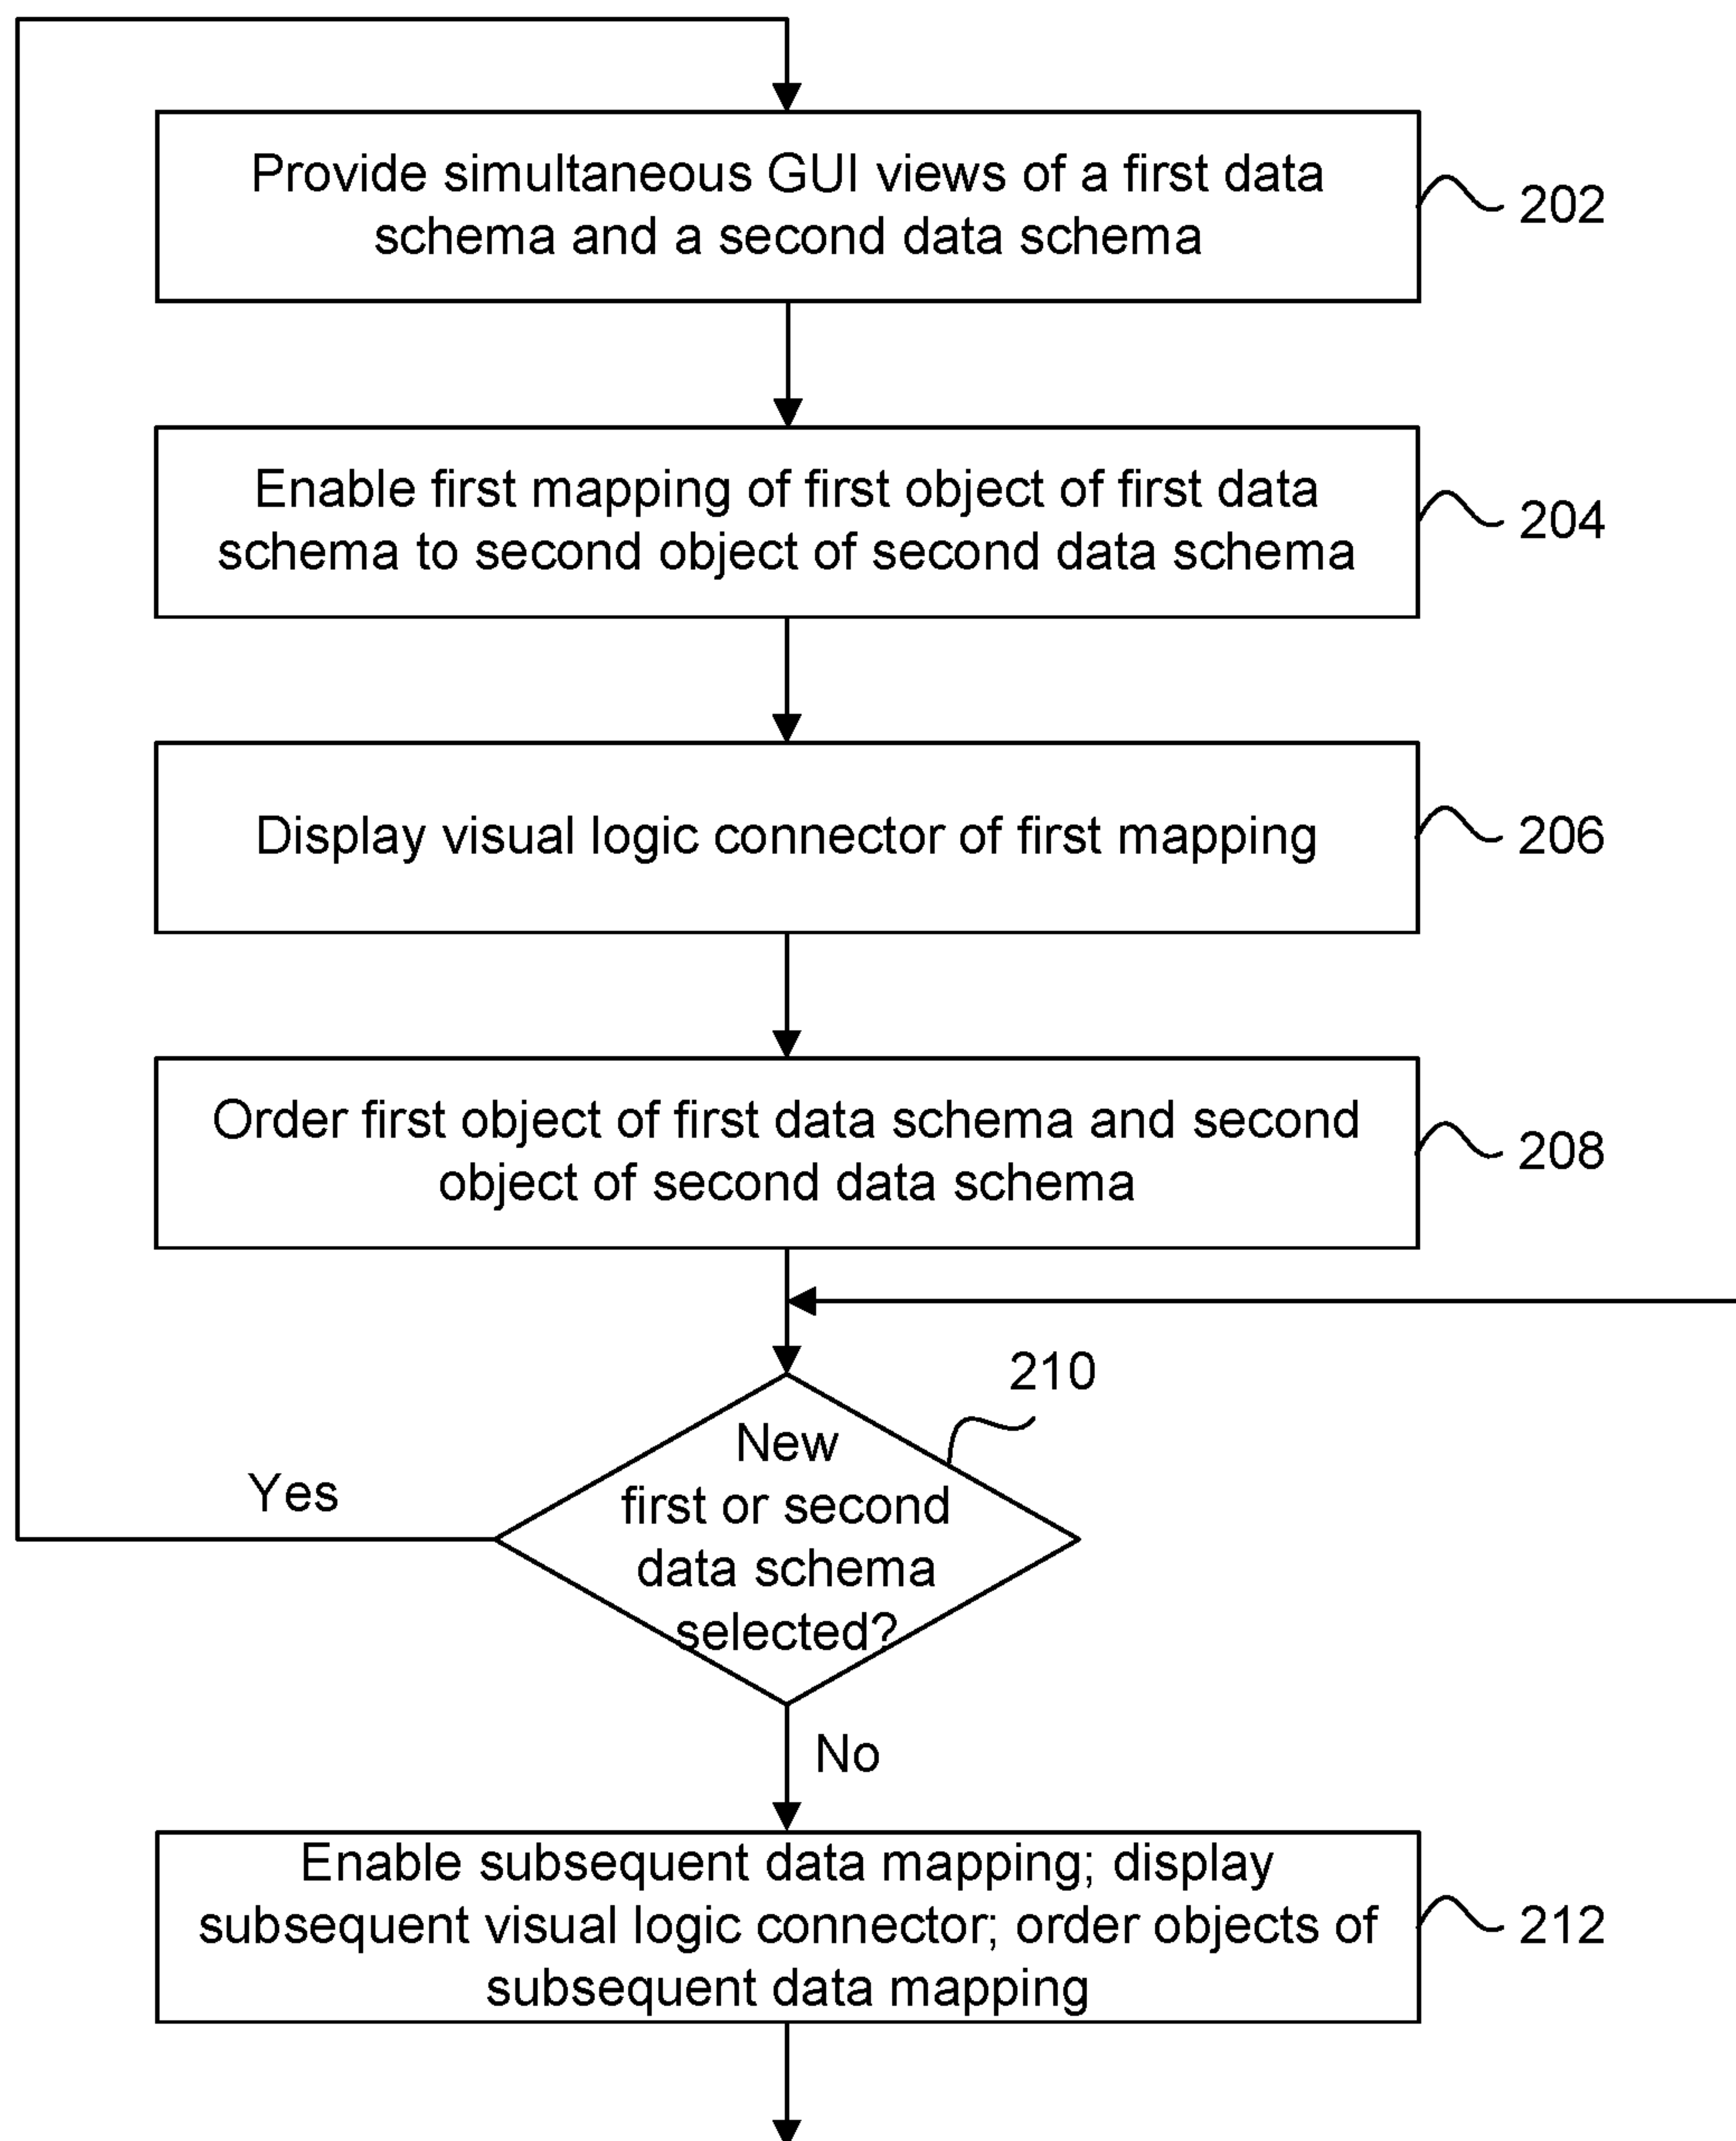 Provide simultaneous GUI views of a first data
schema and a second data schema
202
Enable first mapping of first object of first data
schema to second object of second data schema
204
Display visual logic connector of first mapping
206
Order first object of first data schema and second
object of second data schema
208
210
New
first or second
data schema
selected?
Yes
No
Enable subsequent data mapping; display
subsequent visual logic connector; order objects of
subsequent data mapping
212